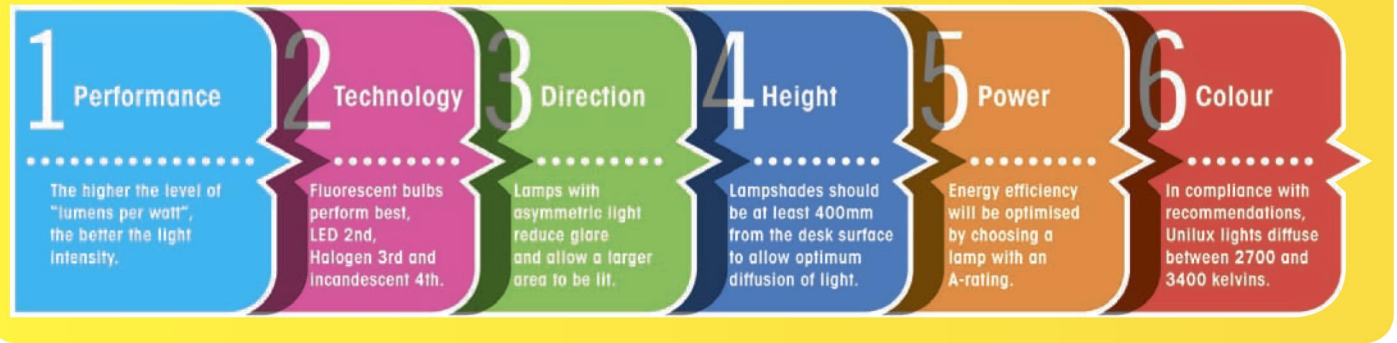 1 Performance
The higher the level of
"lumens per watt",
the better the light
intensity.
2 Technology
Fluorescent bulbs
perform best,
LED 2nd,
Halogen 3rd and
incandescent 4th.
3 Direction
Lamps with
asymmetric light
reduce glare
and allow a larger
area to be lit.
4 Height
Lampshades should
be at least 400mm
from the desk surface
to allow optimum
diffusion of light.
5 Power
Energy efficiency
will be optimised
by choosing a
lamp with an
A-rating.
6 Colour
In compliance with
recommendations,
Unilux lights diffuse
between 2700 and
3400 kelvins.